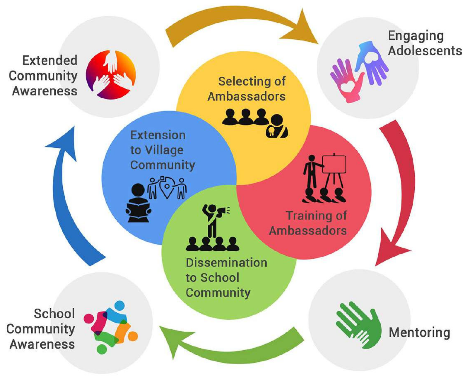 Extended
Community
Awareness
Engaging
Adolescents
Selecting of
Ambassadors
Extension
to Village
Community
Training of
Ambassadors
Dissemination
to School
Community
School
Community
Awareness
Mentoring